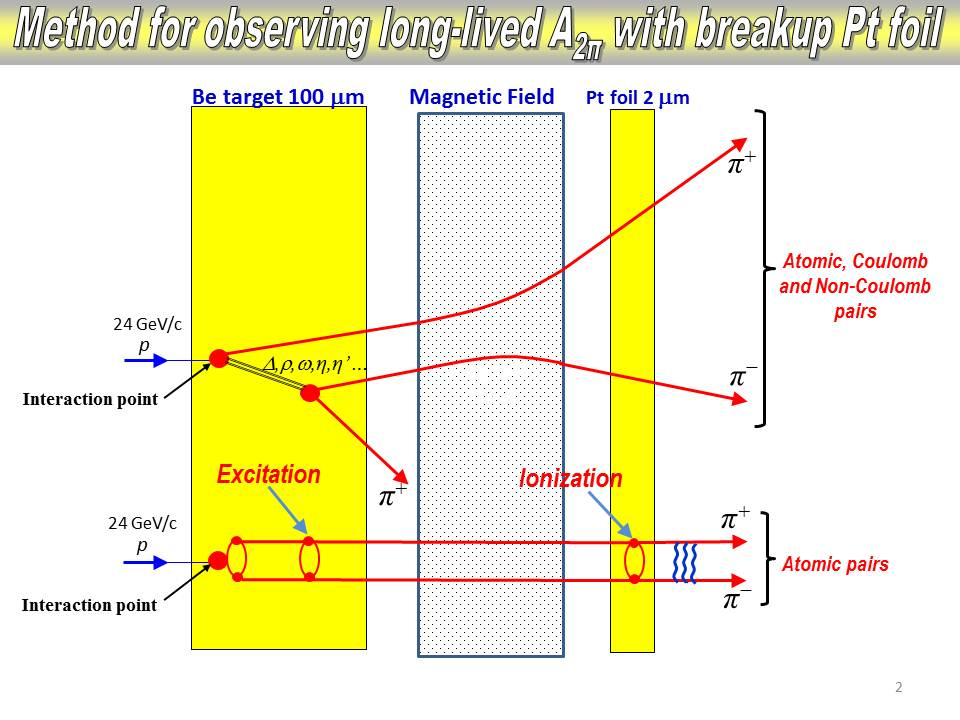 Method for observing long-lived A2π with breakup Pt foil
Be target 100 μm
Magnetic Field
Pt foil 2 μm
π+
Atomic, Coulomb
and Non-Coulomb
pairs
24 GeV/c
p
Δ,ρ,ω,η,η’…
π−
Interaction point
Excitation
Ionization
π+
24 GeV/c
p
π+
Atomic pairs
π−
Interaction point
2